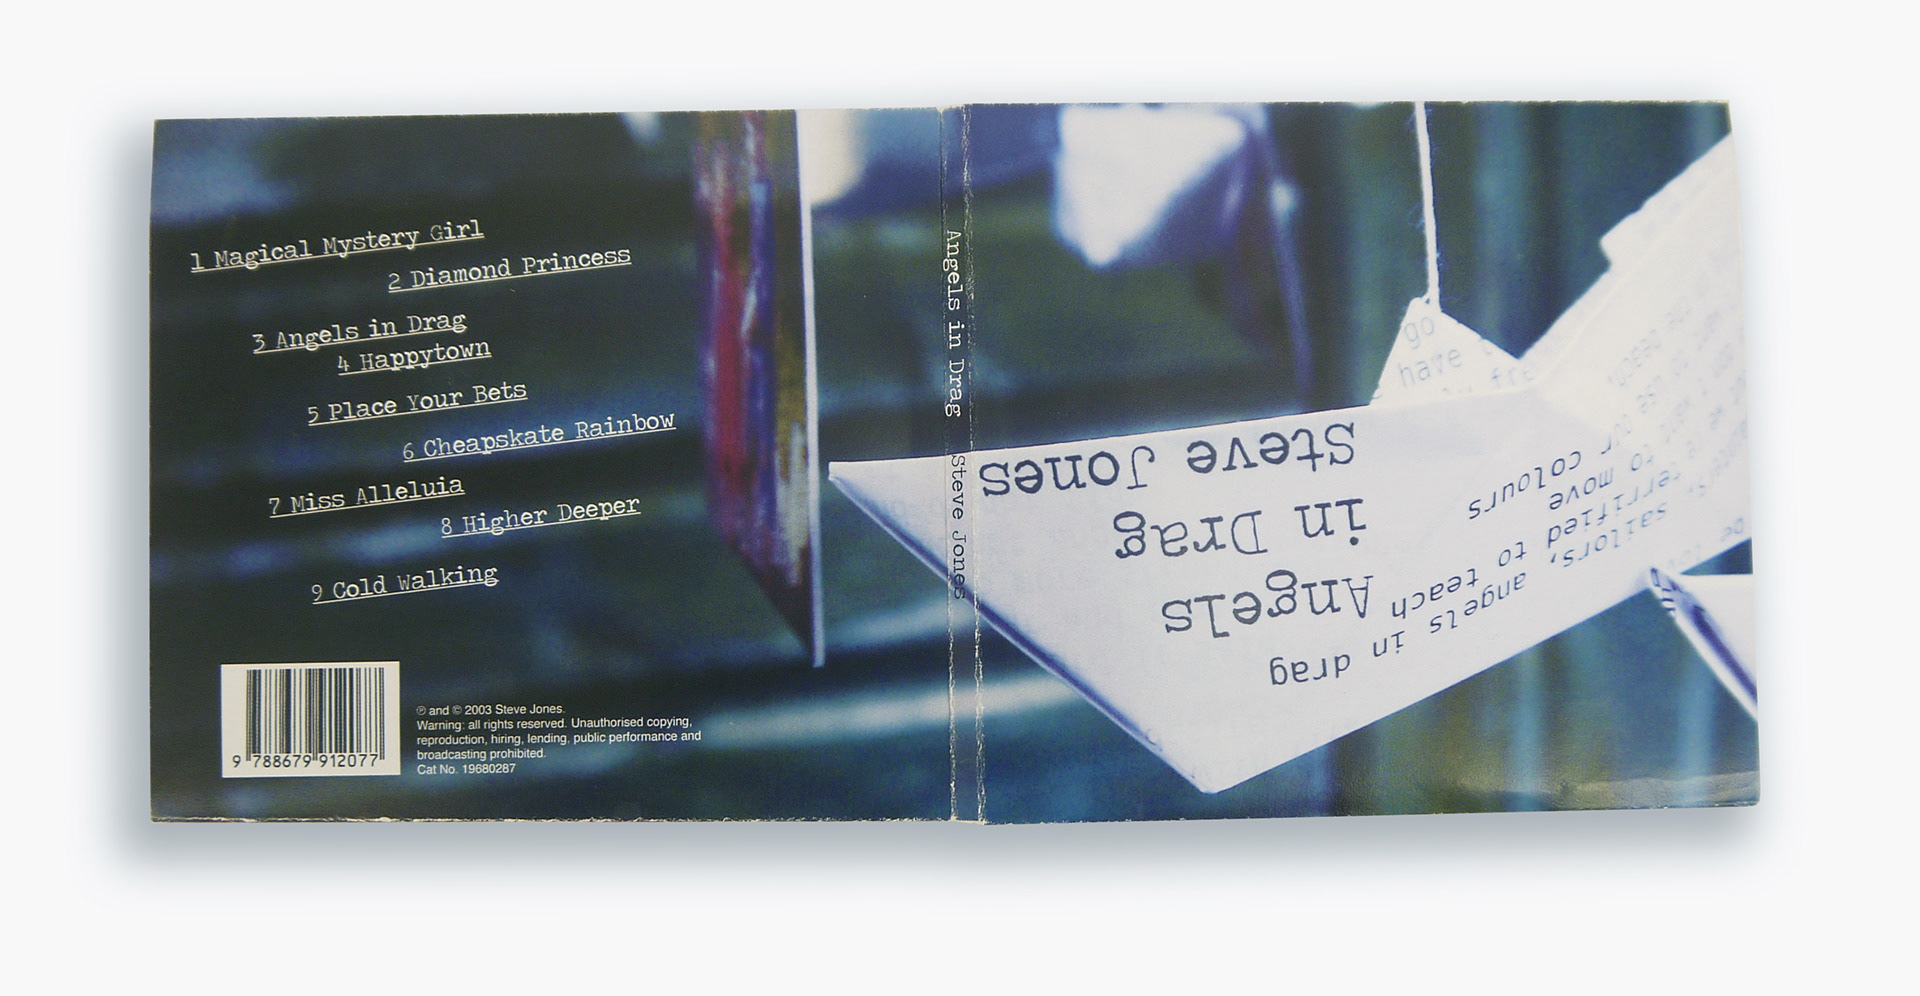 1 Magical Mystery Girl
2 Diamond Princess
3 Angels in Drag
4 Happytown
5 Place Your Bets
6 Cheapskate Rainbow
7 Miss Alleluia
8 Higher Deeper
9 Cold Walking
9 788679 912077
℗ and © 2003 Steve Jones.
Warning: all rights reserved. Unauthorised copying,
reproduction, hiring, lending, public performance and
broadcasting prohibited.
Cat No. 19680287
Angels in Drag Steve Jones
go
have
Angels
in Drag
Steve Jones
angels in drag
angels, to teach
sailors,
terrified to move
our colours